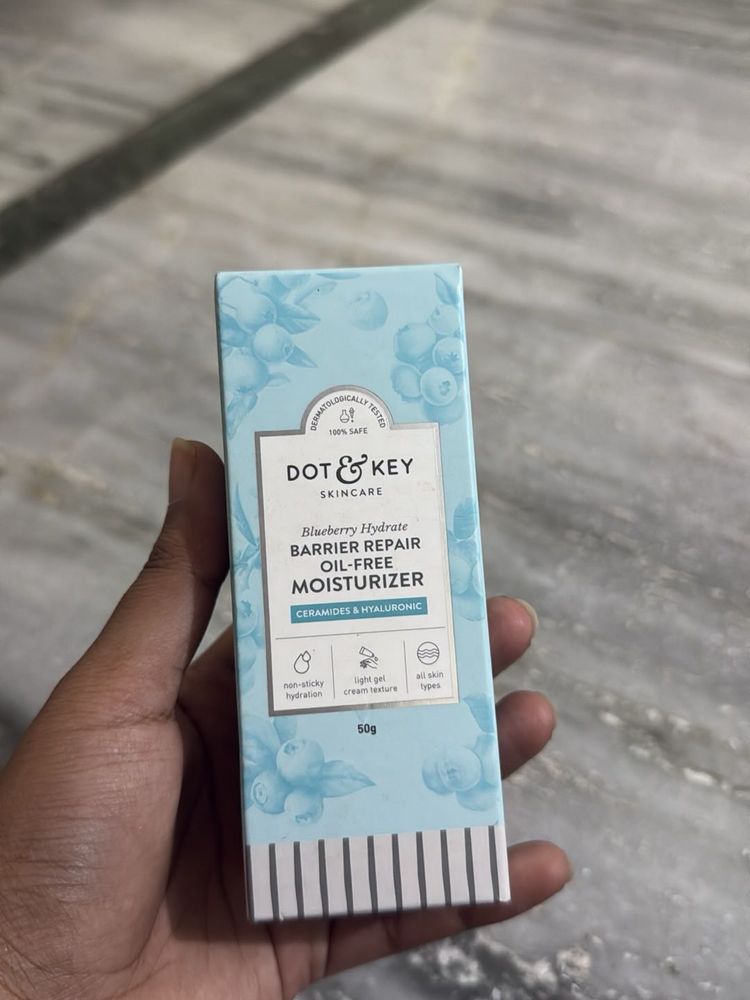 DERMATOLOGICALLY TESTED
100% SAFE
DOT & KEY
SKINCARE
Blueberry Hydrate
BARRIER REPAIR
OIL-FREE
MOISTURIZER
CERAMIDES & HYALURONIC
non-sticky
hydration
light gel
cream texture
all skin
types
50g